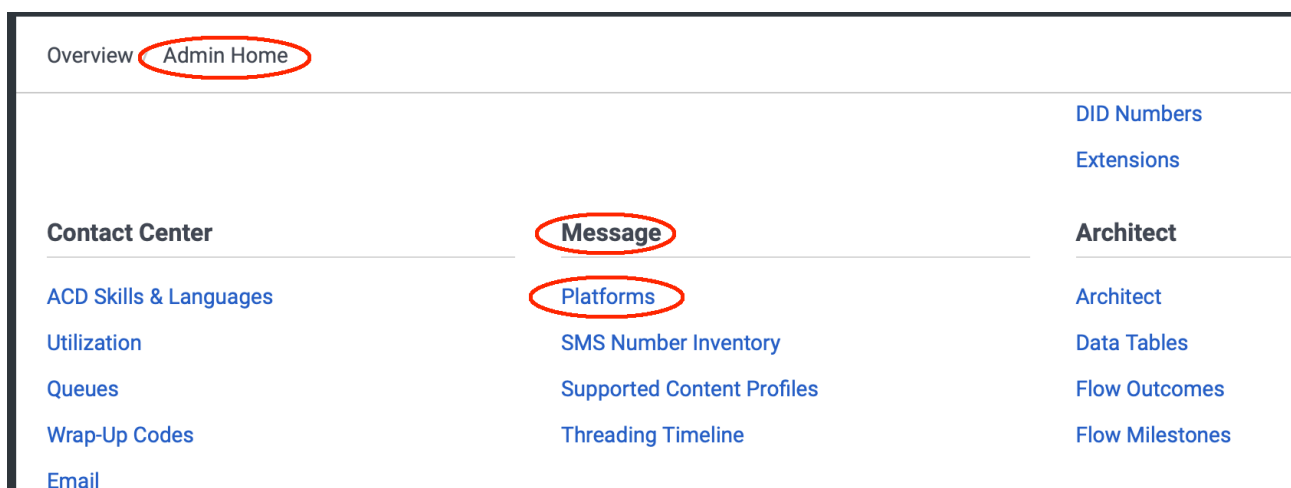 Overview Admin Home
DID Numbers
Extensions
Contact Center
ACD Skills & Languages
Utilization
Queues
Wrap-Up Codes
Email
Message
Platforms
SMS Number Inventory
Supported Content Profiles
Threading Timeline
Architect
Architect
Data Tables
Flow Outcomes
Flow Milestones